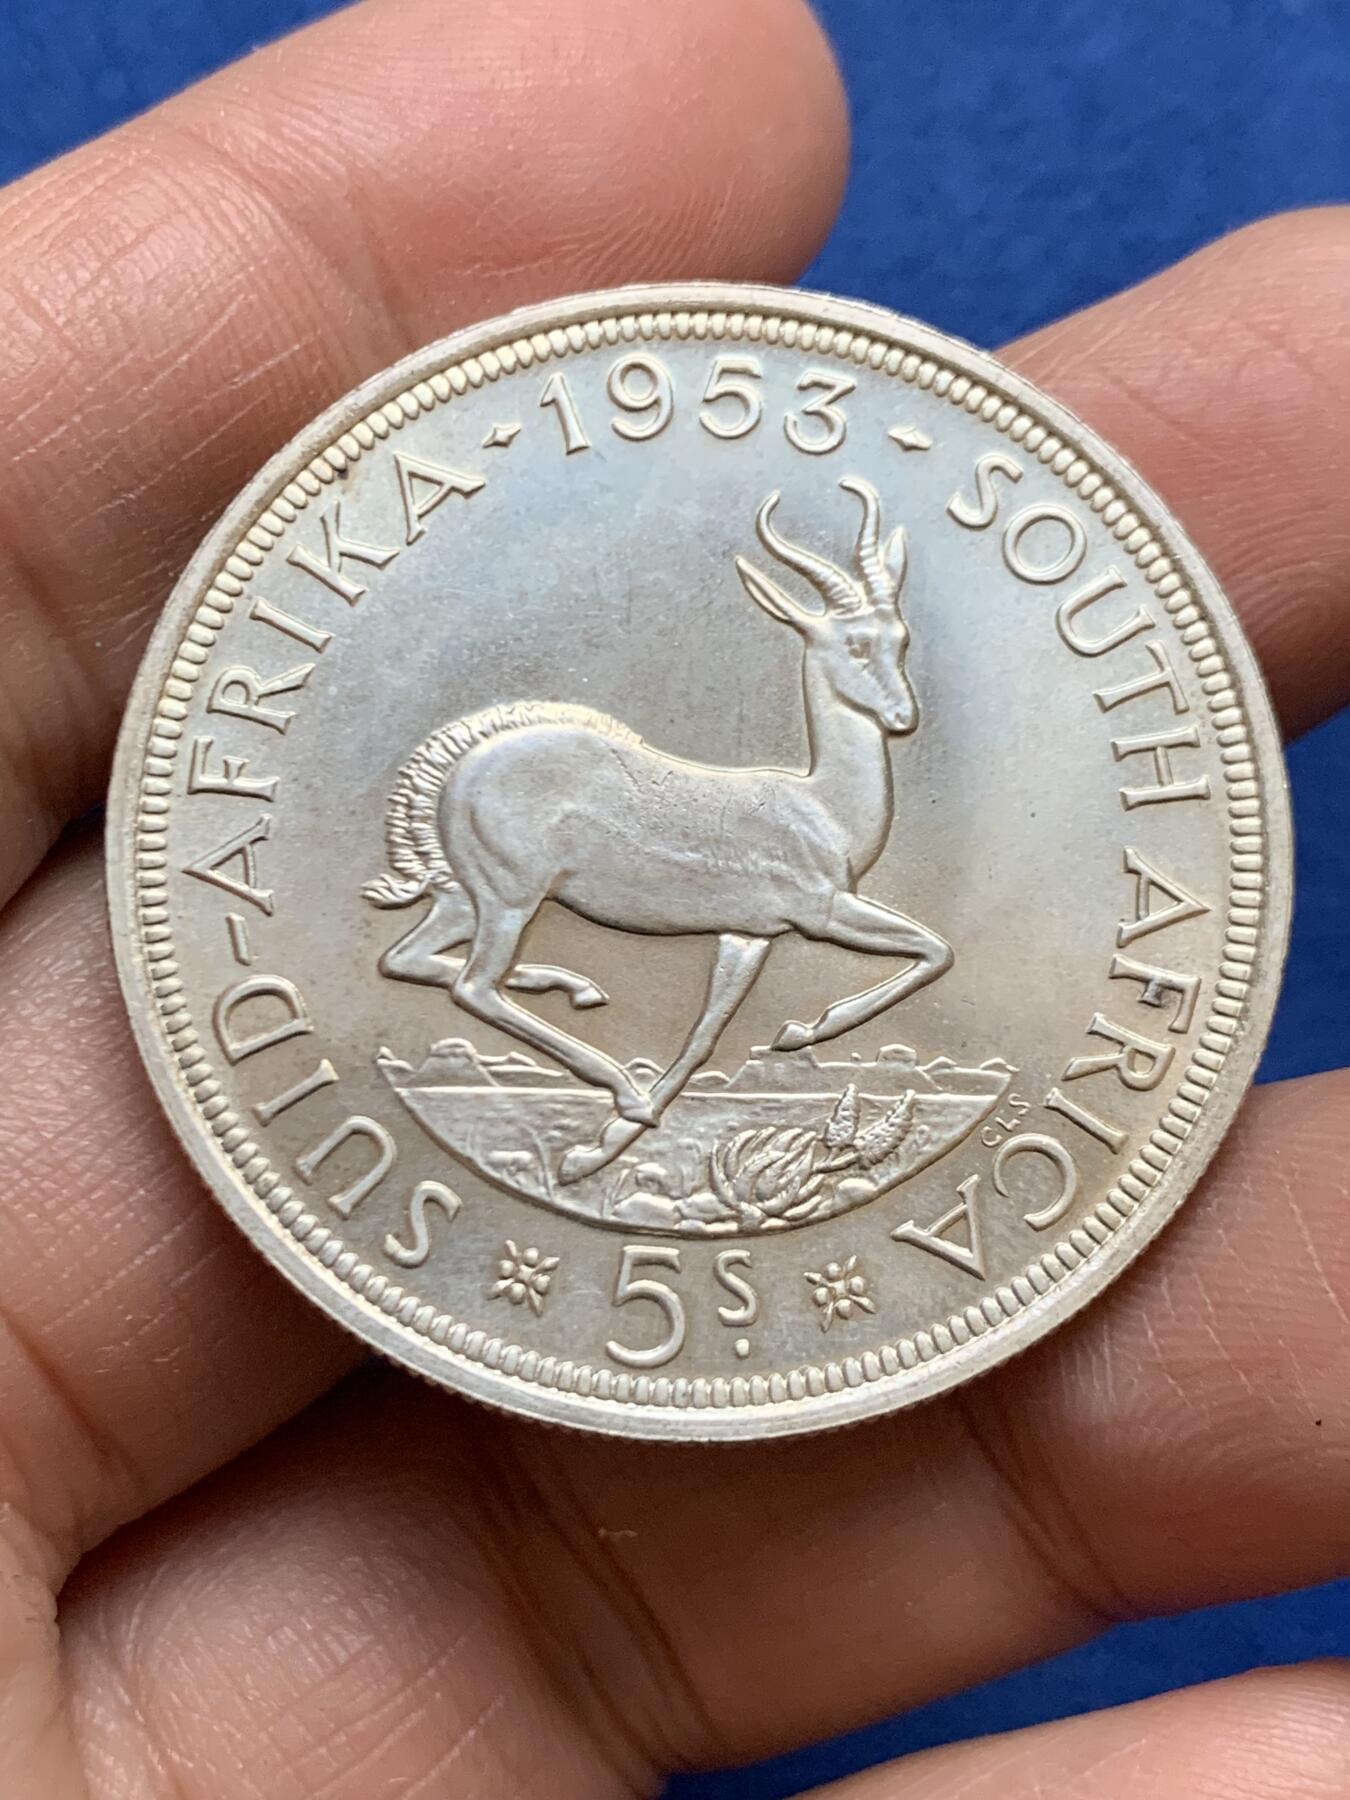 SUID-AFRIKA · 1953 · SOUTH AFRICA
CLS
5S.